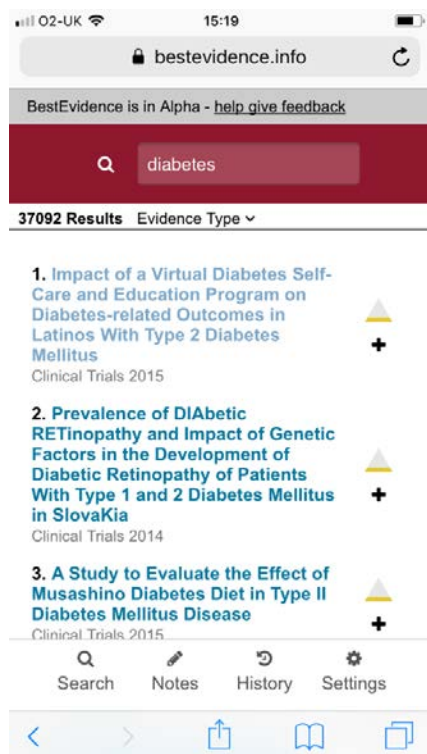 O2-UK 15:19
bestevidence.info
BestEvidence is in Alpha - help give feedback
diabetes
37092 Results Evidence Type
1. Impact of a Virtual Diabetes Self-
Care and Education Program on
Diabetes-related Outcomes in
Latinos With Type 2 Diabetes
Mellitus
Clinical Trials 2015
2. Prevalence of DIAbetic
RETinopathy and Impact of Genetic
Factors in the Development of
Diabetic Retinopathy of Patients
With Type 1 and 2 Diabetes Mellitus
in SlovaKia
Clinical Trials 2014
3. A Study to Evaluate the Effect of
Musashino Diabetes Diet in Type II
Diabetes Mellitus Disease
Clinical Trials 2015
Search Notes History Settings